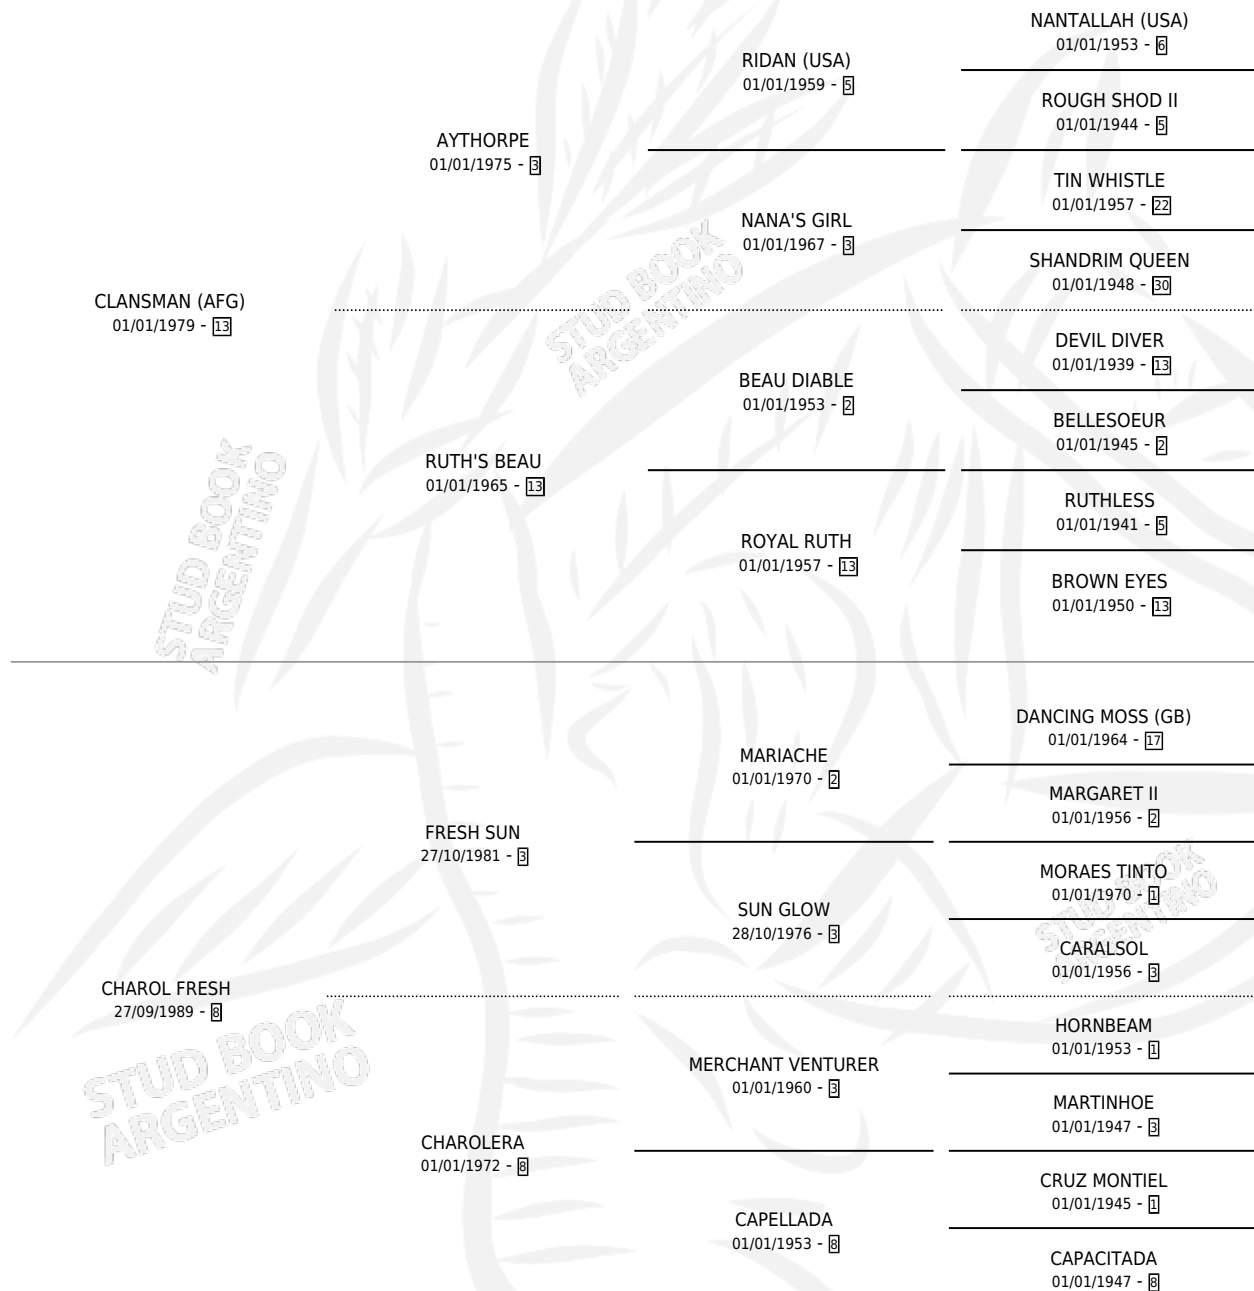 NANTALLAH (USA)
01/01/1953 - 6
RIDAN (USA)
01/01/1959 - 5
ROUGH SHOD II
01/01/1944 - 5
AYTHORPE
01/01/1975 - 3
TIN WHISTLE
01/01/1957 - 22
NANA'S GIRL
01/01/1967 - 3
SHANDRIM QUEEN
01/01/1948 - 30
CLANSMAN (AFG)
01/01/1979 - 13
DEVIL DIVER
01/01/1939 - 13
BEAU DIABLE
01/01/1953 - 2
BELLESOEUR
01/01/1945 - 2
RUTH'S BEAU
01/01/1965 - 13
RUTHLESS
01/01/1941 - 5
ROYAL RUTH
01/01/1957 - 13
BROWN EYES
01/01/1950 - 13
DANCING MOSS (GB)
01/01/1964 - 17
MARIACHE
01/01/1970 - 2
MARGARET II
01/01/1956 - 2
FRESH SUN
27/10/1981 - 3
MORAES TINTO
01/01/1970 - 1
SUN GLOW
28/10/1976 - 3
CARALSOL
01/01/1956 - 3
CHAROL FRESH
27/09/1989 - 8
HORNBEAM
01/01/1953 - 1
MERCHANT VENTURER
01/01/1960 - 3
MARTINHOE
01/01/1947 - 3
CHAROLERA
01/01/1972 - 8
CRUZ MONTIEL
01/01/1945 - 1
CAPELLADA
01/01/1953 - 8
CAPACITADA
01/01/1947 - 8
STUD BOOK
ARGENTINO
STUD BOOK
ARGENTINO
STUD BOOK
ARGENTINO
STUD BOOK
ARGENTINO